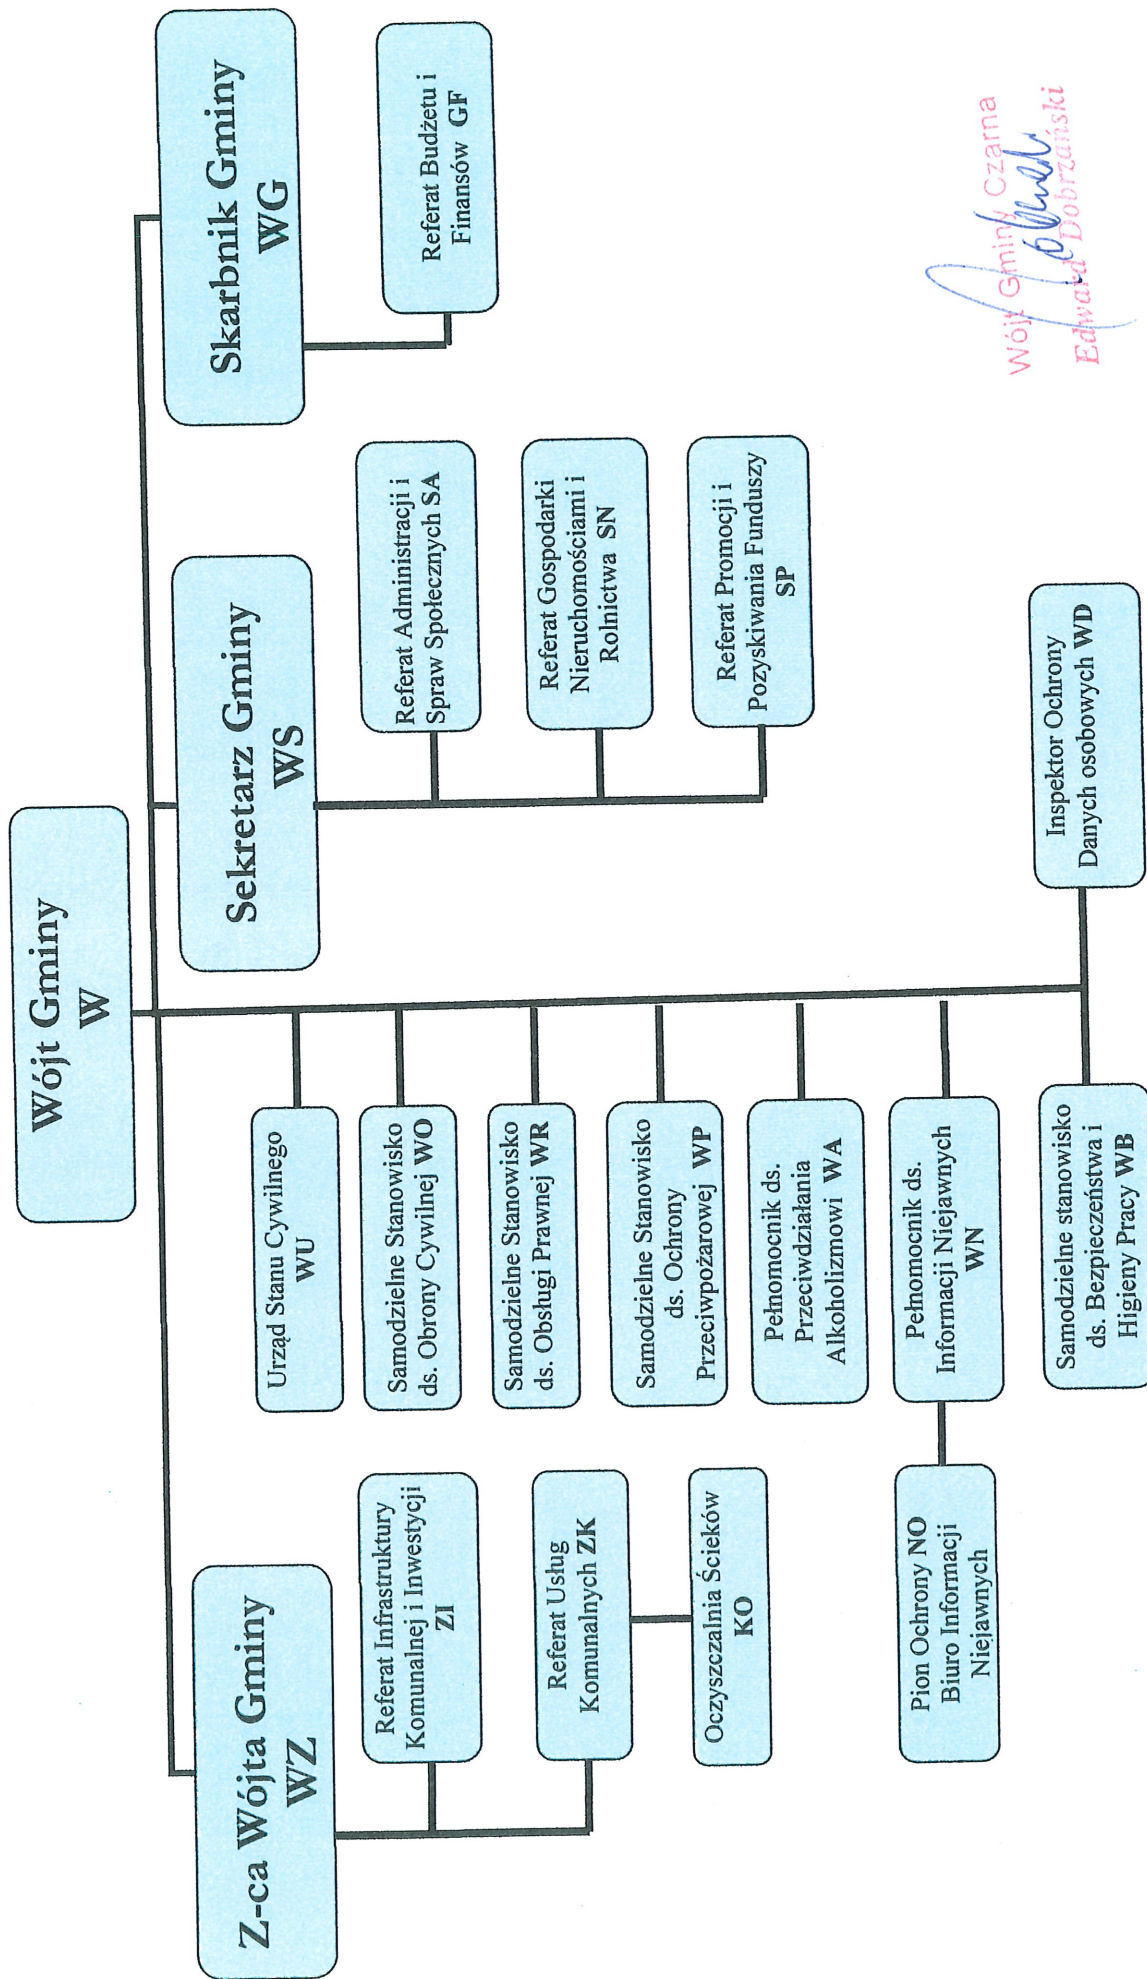 Wójt Gminy
W
Z-ca Wójta Gminy
WZ
Sekretarz Gminy
WS
Skarbnik Gminy
WG
Referat Infrastruktury
Komunalnej i Inwestycji
ZI
Referat Usług
Komunalnych ZK
Oczyszczalnia Ścieków
KO
Urząd Stanu Cywilnego
WU
Samodzielne Stanowisko
ds. Obrony Cywilnej WO
Samodzielne Stanowisko
ds. Obsługi Prawnej WR
Samodzielne Stanowisko
ds. Ochrony
Przeciwpożarowej WP
Pełnomocnik ds.
Przeciwdziałania
Alkoholizmowi WA
Pełnomocnik ds.
Informacji Niejawnych
WN
Pion Ochrony NO
Biuro Informacji
Niejawnych
Samodzielne stanowisko
ds. Bezpieczeństwa i
Higieny Pracy WB
Inspektor Ochrony
Danych osobowych WD
Referat Administracji i
Spraw Społecznych SA
Referat Gospodarki
Nieruchomościami i
Rolnictwa SN
Referat Promocji i
Pozyskiwania Funduszy
SP
Referat Budżetu i
Finansów GF
Wójt Gminy Czarna
Edward Dobrzański